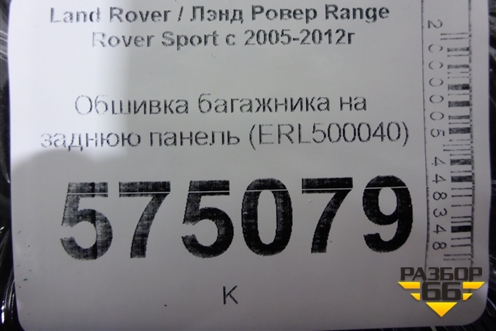 Land Rover / Лэнд Ровер Range
Rover Sport с 2005-2012г
Обшивка багажника на
заднюю панель (ERL500040)
575079
К
2000005448348
РАЗБОР
66